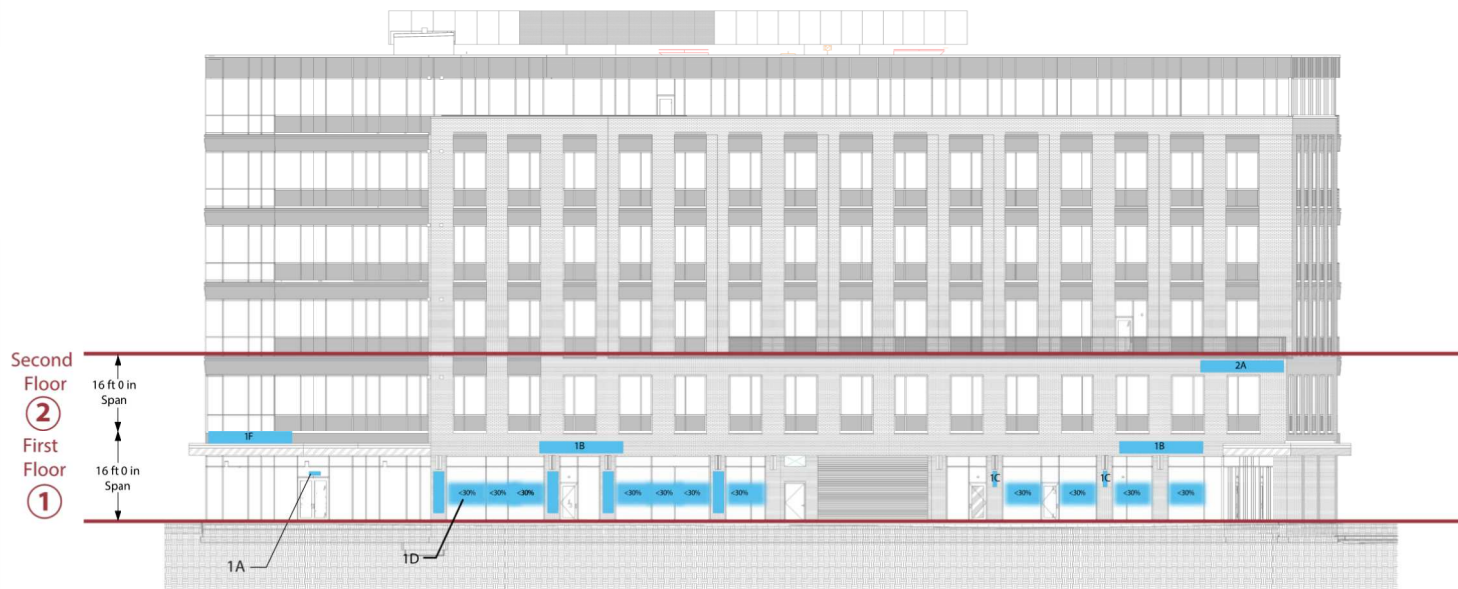 Second
Floor
2
16 ft 0 in
Span
2A
First
Floor
1
16 ft 0 in
Span
1F
1B
1B
1C
1C
<30%
<30%
<30%
<30%
<30%
<30%
<30%
<30%
<30%
<30%
<30%
1A
1D